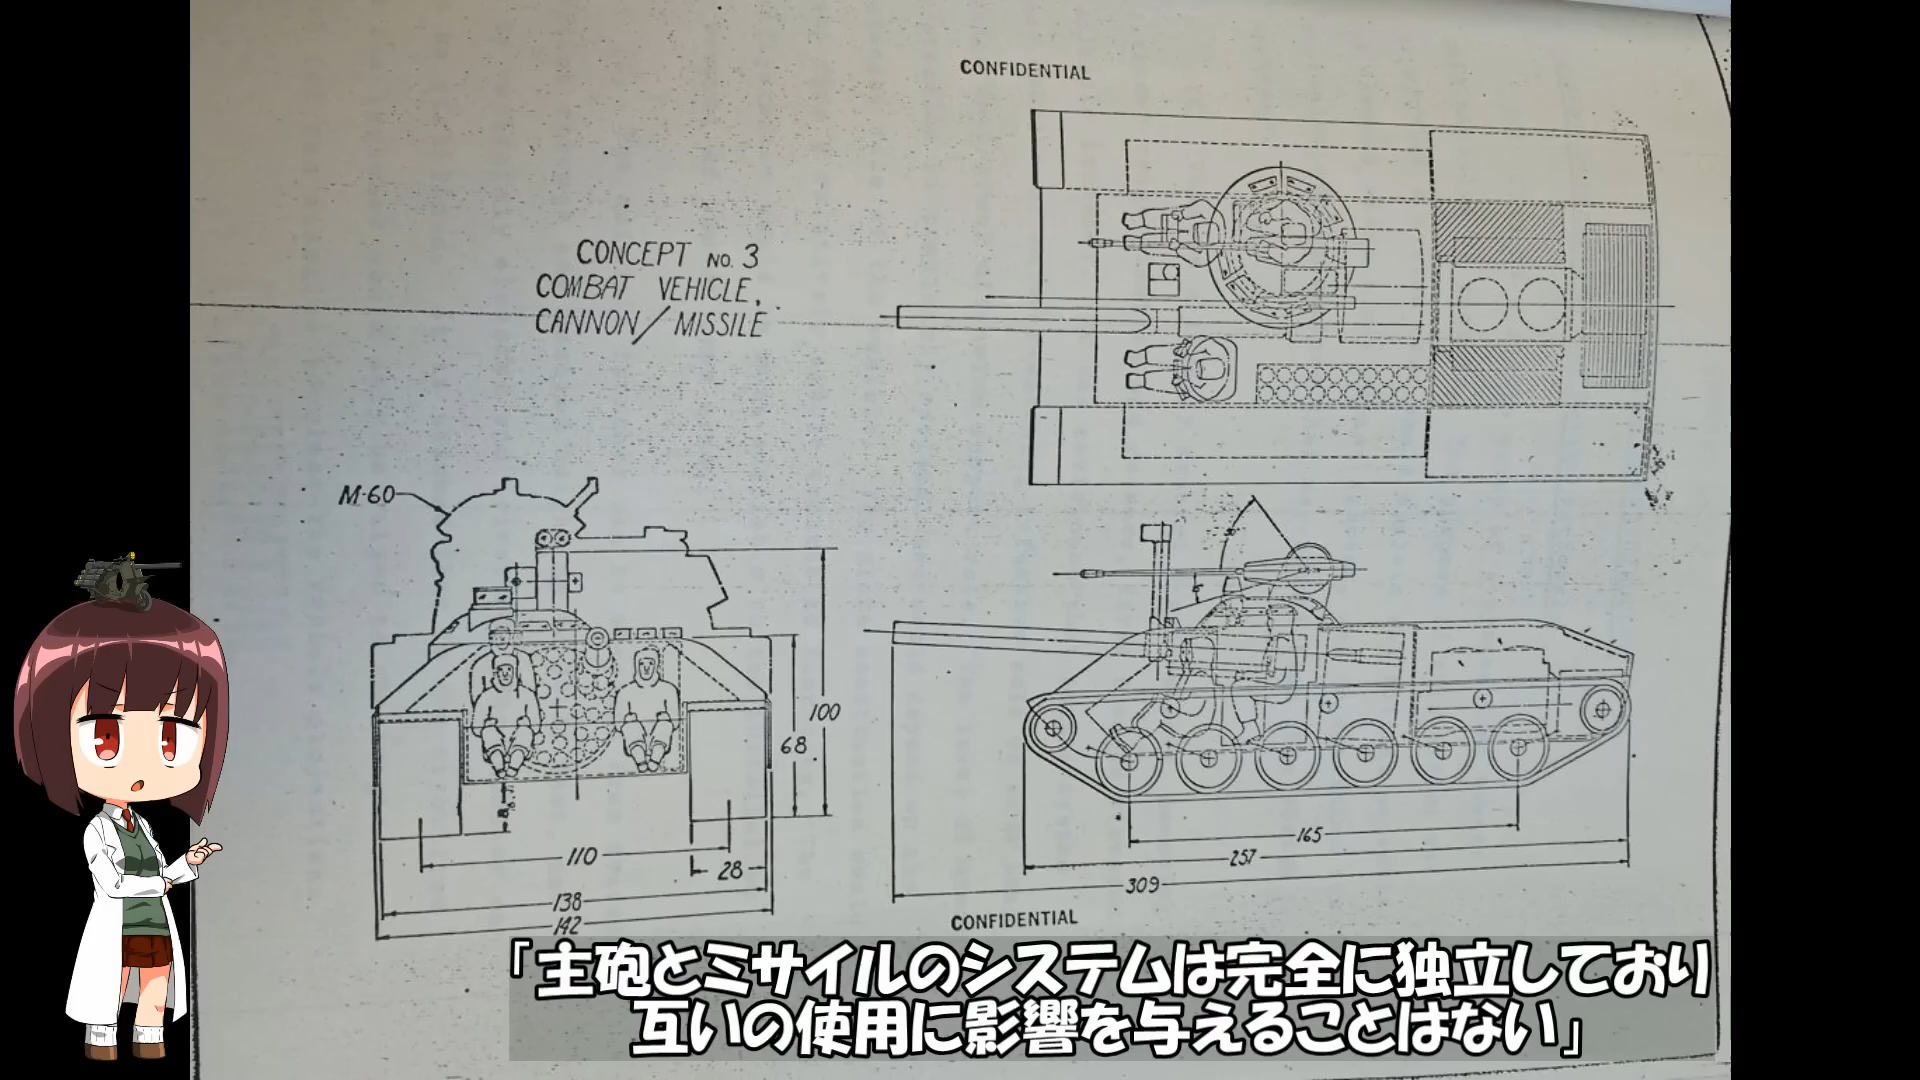 CONFIDENTIAL
CONCEPT NO. 3
COMBAT VEHICLE,
CANNON/MISSILE
M-60
100
68
8
110
28
138
142
165
257
309
CONFIDENTIAL
「主砲とミサイルのシステムは完全に独立しており
互いの使用に影響を与えることはない」